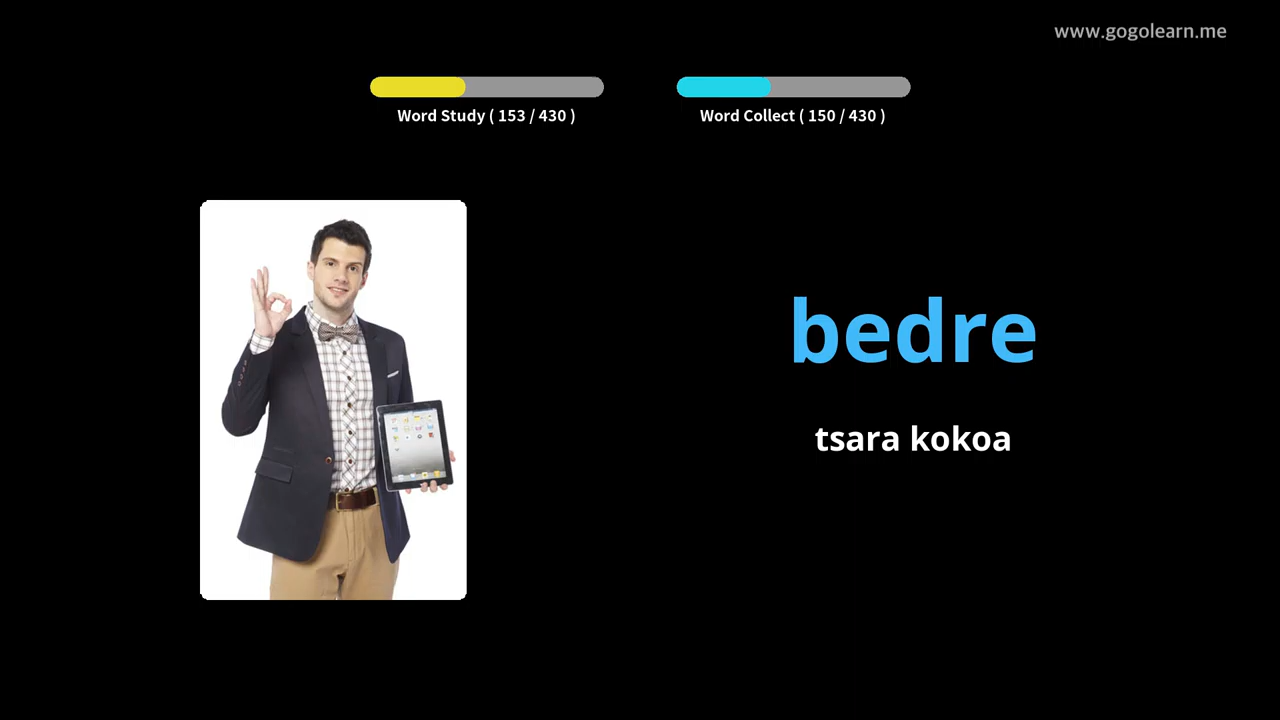 www.gogolearn.me
Word Study ( 153 / 430 )
Word Collect ( 150 / 430 )
bedre
tsara kokoa